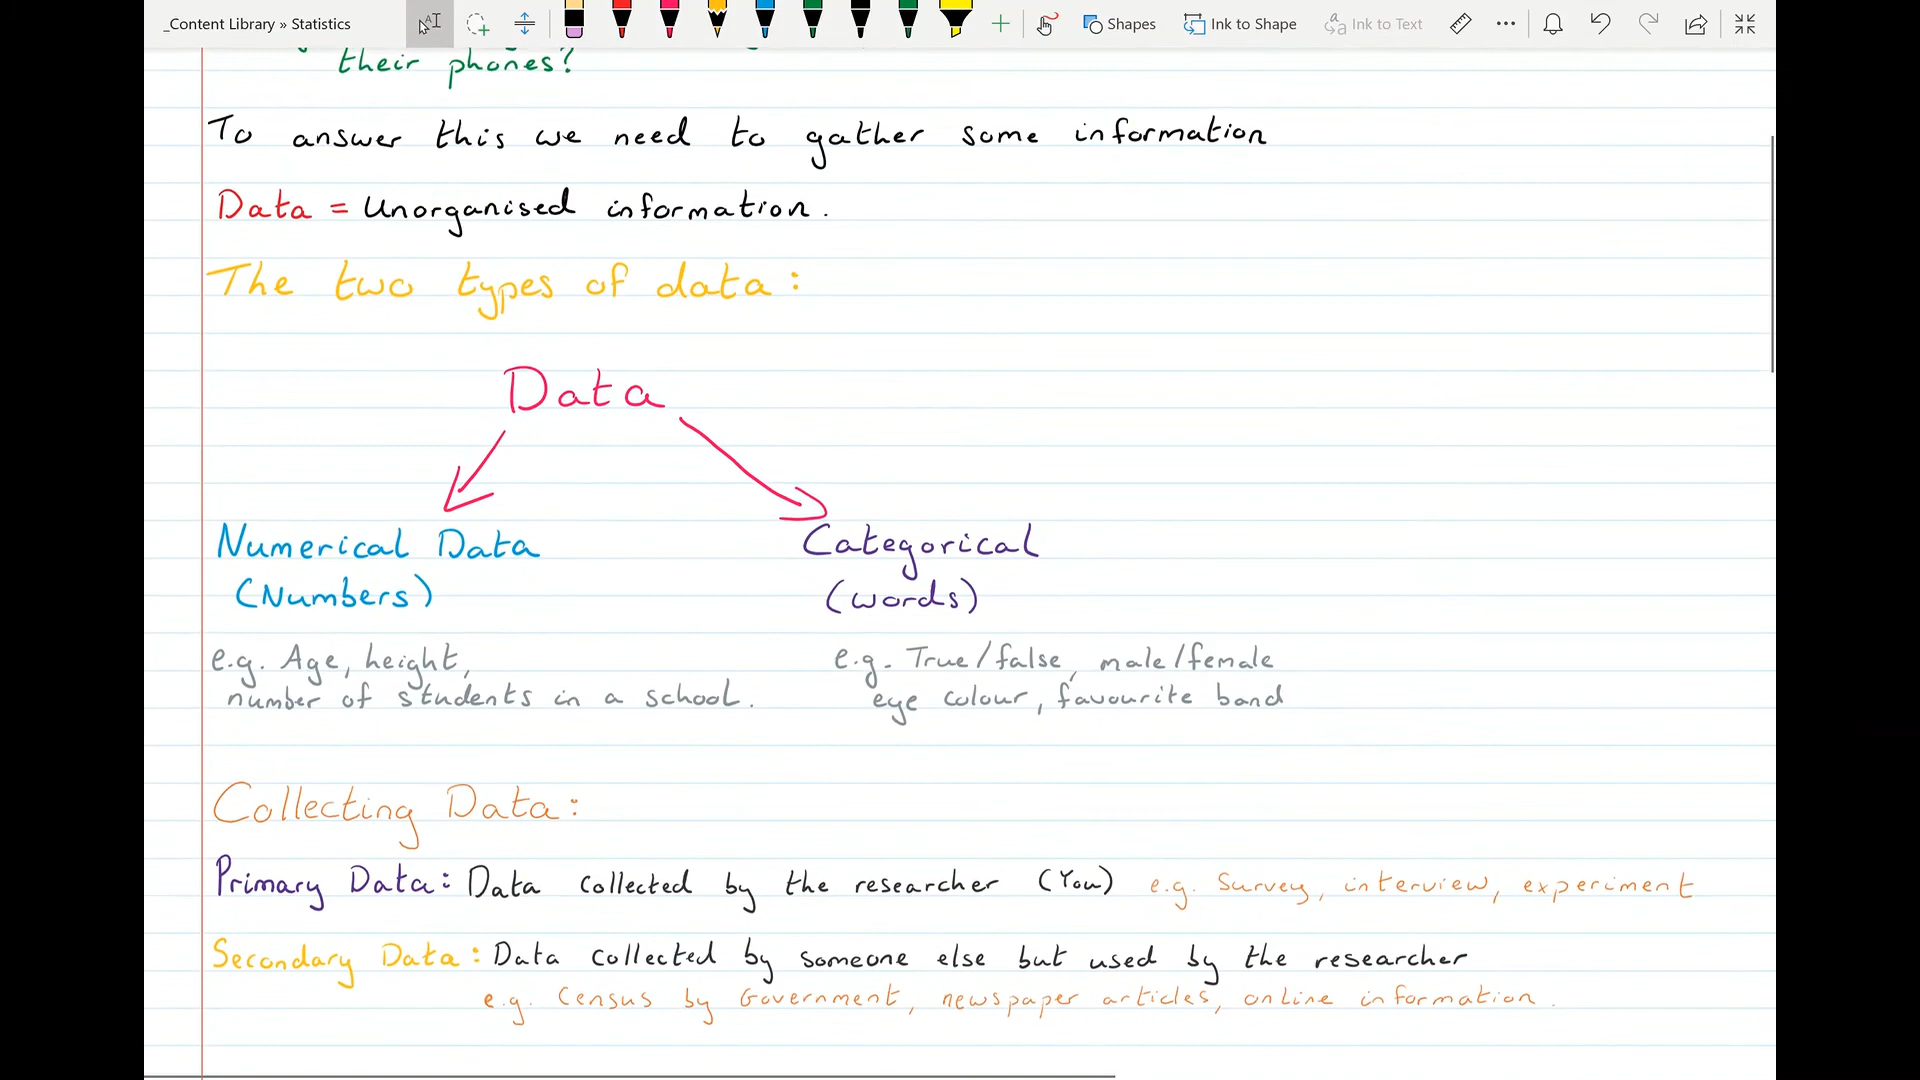 _Content Library » Statistics
Shapes
Ink to Shape
Ink to Text
their phones?
To answer this we need to gather some information
Data = Unorganised information.
The two types of data:
Data
Numerical Data
(Numbers)
Categorical
(words)
e.g. Age, height,
number of students in a school.
e.g. True/false, male/female
eye colour, favourite band
Collecting Data:
Primary Data: Data collected by the researcher (You) e.g. Survey, interview, experiment
Secondary Data: Data collected by someone else but used by the researcher
e.g. Census by Government, newspaper articles, online information.